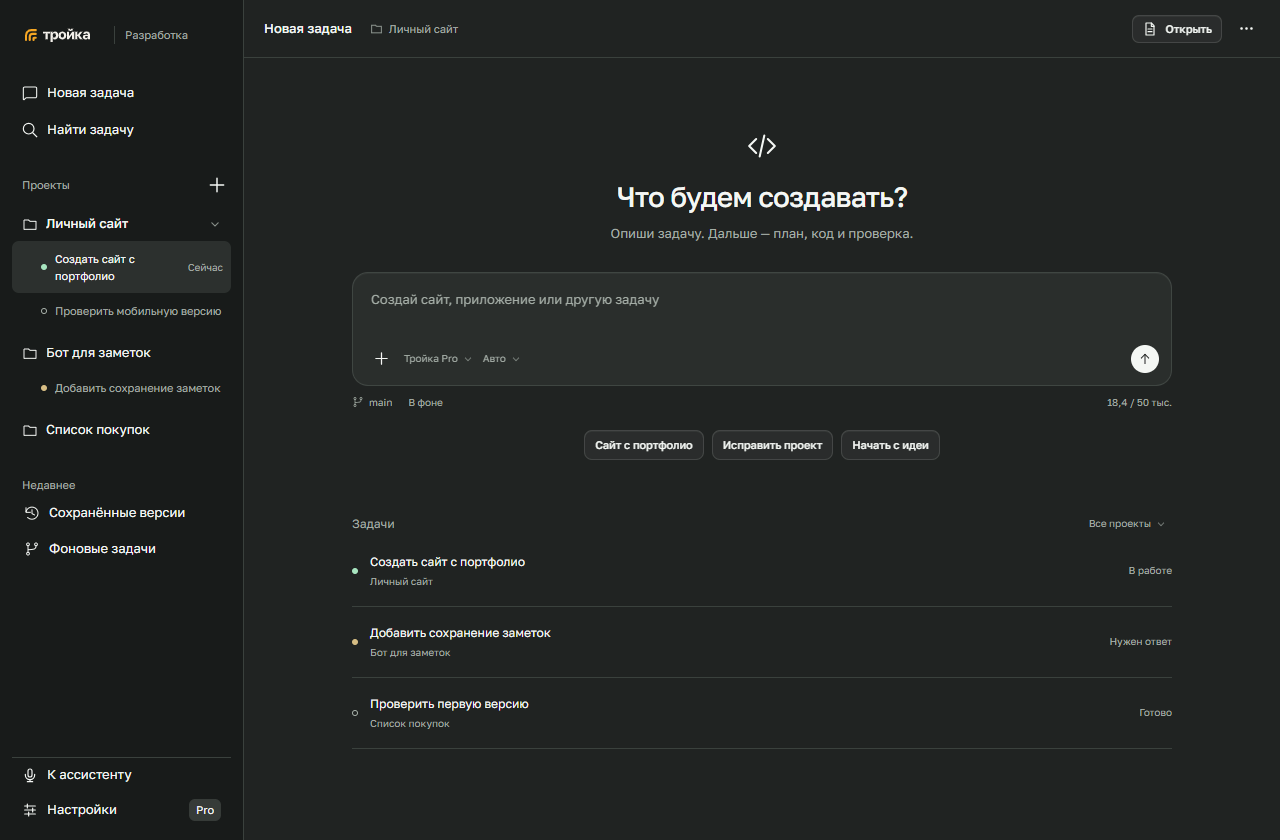 тройка
Разработка
Новая задача
Найти задачу
Проекты
Личный сайт
Создать сайт с
портфолио
Сейчас
Проверить мобильную версию
Бот для заметок
Добавить сохранение заметок
Список покупок
Недавнее
Сохранённые версии
Фоновые задачи
К ассистенту
Настройки
Pro
Новая задача
Личный сайт
Открыть
Что будем создавать?
Опиши задачу. Дальше — план, код и проверка.
Создай сайт, приложение или другую задачу
Тройка Pro
Авто
main
В фоне
18,4 / 50 тыс.
Сайт с портфолио
Исправить проект
Начать с идеи
Задачи
Все проекты
Создать сайт с портфолио
Личный сайт
В работе
Добавить сохранение заметок
Бот для заметок
Нужен ответ
Проверить первую версию
Список покупок
Готово